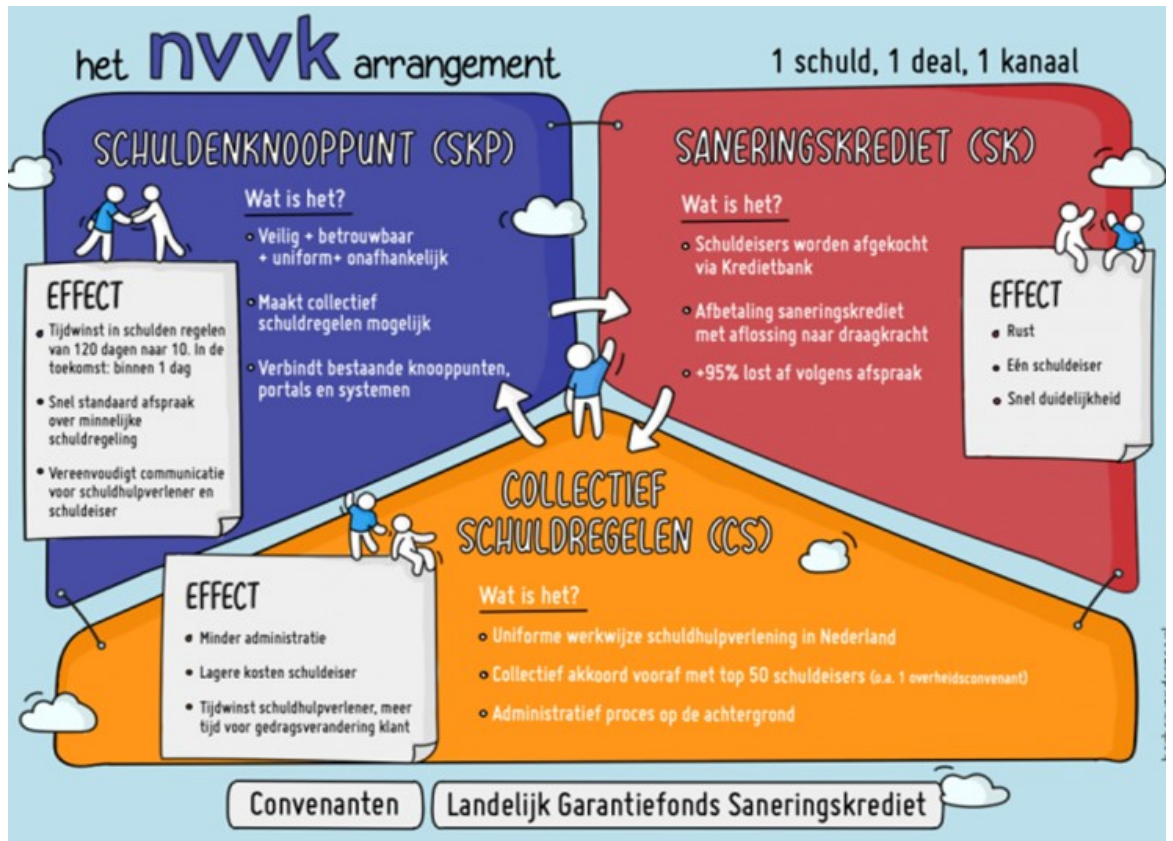 het nvvk arrangement
1 schuld, 1 deal, 1 kanaal
SCHULDENKNOOPPUNT (SKP)
Wat is het?
Veilig + betrouwbaar
+ uniform+ onafhankelijk
Maakt collectief
schuldregelen mogelijk
Verbindt bestaande knooppunten,
portals en systemen
EFFECT
Tijdwinst in schulden regelen
van 120 dagen naar 10. In de
toekomst: binnen 1 dag
Snel standaard afspraak
over minnelijke
schuldregeling
Vereenvoudigt communicatie
voor schuldhulpverlener en
schuldeiser
SANERINGSKREDIET (SK)
Wat is het?
Schuldeisers worden afgekocht
via Kredietbank
Afbetaling saneringskrediet
met aflossing naar draagkracht
+95% lost af volgens afspraak
EFFECT
Rust
Eén schuldeiser
Snel duidelijkheid
COLLECTIEF
SCHULDREGELEN (CS)
Wat is het?
Uniforme werkwijze schuldhulpverlening in Nederland
Collectief akkoord vooraf met top 50 schuldeisers (o.a. 1 overheidsconvenant)
Administratief proces op de achtergrond
EFFECT
Minder administratie
Lagere kosten schuldeiser
Tijdwinst schuldhulpverlener, meer
tijd voor gedragsverandering klant
Convenanten
Landelijk Garantiefonds Saneringskrediet